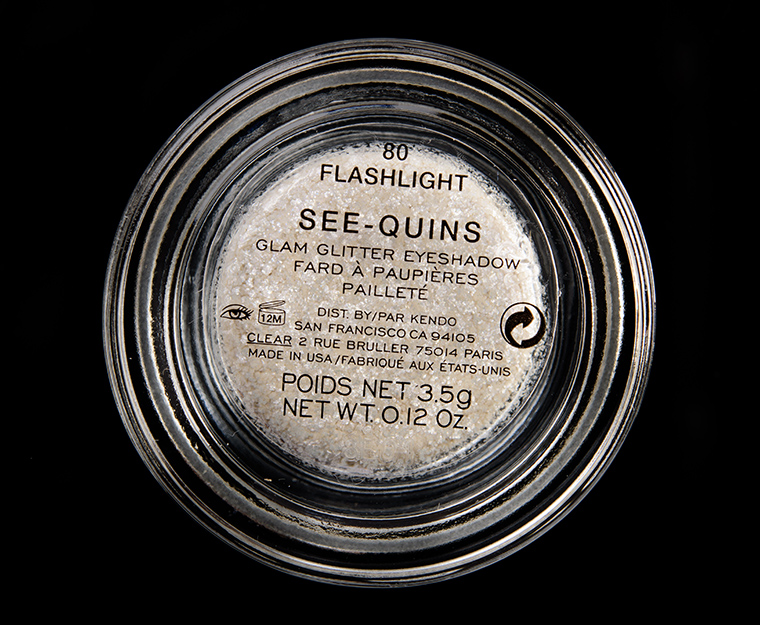 80
FLASHLIGHT
SEE-QUINS
GLAM GLITTER EYESHADOW
FARD À PAUPIÈRES
PAILLETÉ
12M
DIST. BY/PAR KENDO
SAN FRANCISCO CA 94105
CLEAR 2 RUE BRULLER 75014 PARIS
MADE IN USA/FABRIQUÉ AUX ÉTATS-UNIS
POIDS NET 3.5g
NET WT. 0.12 Oz.